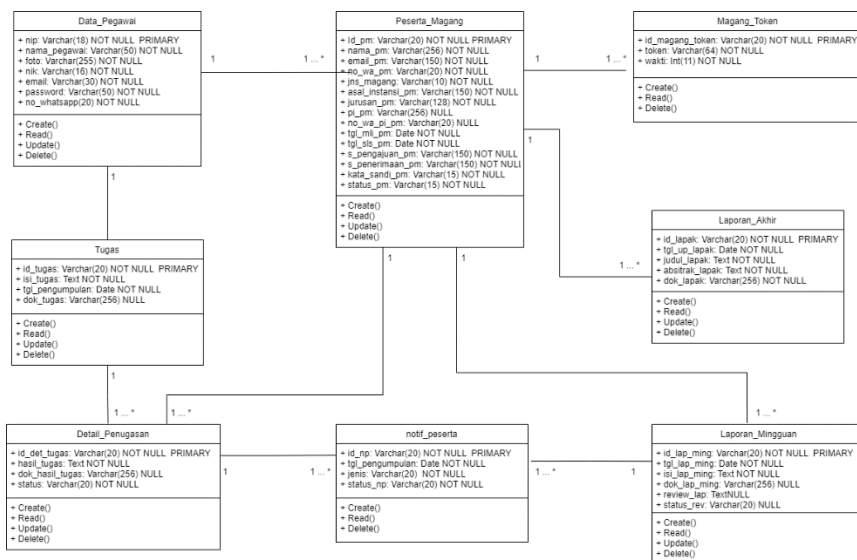 Data_Pegawai
+ nip: Varchar(18) NOT NULL PRIMARY
+ nama_pegawai: Varchar(50) NOT NULL
+ foto: Varchar(255) NOT NULL
+ nik: Varchar(16) NOT NULL
+ email: Varchar(30) NOT NULL
+ password: Varchar(50) NOT NULL
+ no_whatsapp(20) NOT NULL
+ Create()
+ Read()
+ Update()
+ Delete()
1
1 ... *
1
Peserta_Magang
+ Id_pm: Varchar(20) NOT NULL PRIMARY
+ nama_pm: Varchar(256) NOT NULL
+ email_pm: Varchar(150) NOT NULL
+ no_wa_pm: Varchar(20) NOT NULL
+ jns_magang: Varchar(10) NOT NULL
+ asal_instansi_pm: Varchar(150) NOT NULL
+ jurusan_pm: Varchar(128) NOT NULL
+ pi_pm: Varchar(256) NULL
+ no_wa_pi_pm: Varchar(20) NULL
+ tgl_mli_pm: Date NOT NULL
+ tgl_sls_pm: Date NOT NULL
+ s_pengajuan_pm: Varchar(150) NOT NULL
+ s_penerimaan_pm: Varchar(150) NOT NULL
+ kata_sandi_pm: Varchar(15) NOT NULL
+ status_pm: Varchar(15) NOT NULL
+ Create()
+ Read()
+ Update()
+ Delete()
1
1 ... *
1
1 ... *
1
1
Magang_Token
+ id_magang_token: Varchar(20) NOT NULL PRIMARY
+ token: Varchar(64) NOT NULL
+ wakti: Int(11) NOT NULL
+ Create()
+ Read()
+ Delete()
Laporan_Akhir
+ id_lapak: Varchar(20) NOT NULL PRIMARY
+ tgl_up_lapak: Date NOT NULL
+ judul_lapak: Text NOT NULL
+ absitrak_lapak: Text NOT NULL
+ dok_lapak: Varchar(256) NOT NULL
+ Create()
+ Read()
+ Update()
+ Delete()
Tugas
+ id_tugas: Varchar(20) NOT NULL PRIMARY
+ isi_tugas: Text NOT NULL
+ tgl_pengumpulan: Date NOT NULL
+ dok_tugas: Varchar(256) NULL
+ Create()
+ Read()
+ Update()
+ Delete()
1
1 ... *
1 ... *
1 ... *
Detail_Penugasan
+ id_det_tugas: Varchar(20) NOT NULL PRIMARY
+ hasil_tugas: Text NOT NULL
+ dok_hasil_tugas: Varchar(256) NULL
+ status: Varchar(20) NOT NULL
+ Create()
+ Read()
+ Update()
+ Delete()
1
1 ... *
notif_peserta
+ id_np: Varchar(20) NOT NULL PRIMARY
+ tgl_pengumpulan: Date NOT NULL
+ jenis: Varchar(20) NOT NULL
+ status_np: Varchar(20) NOT NULL
+ Create()
+ Read()
+ Update()
+ Delete()
1 ... *
1
Laporan_Mingguan
+ id_lap_ming: Varchar(20) NOT NULL PRIMARY
+ tgl_lap_ming: Date NOT NULL
+ isi_lap_ming: Text NOT NULL
+ dok_lap_ming: Varchar(256) NULL
+ review_lap: TextNULL
+ status_rev: Varchar(20) NULL
+ Create()
+ Read()
+ Update()
+ Delete()